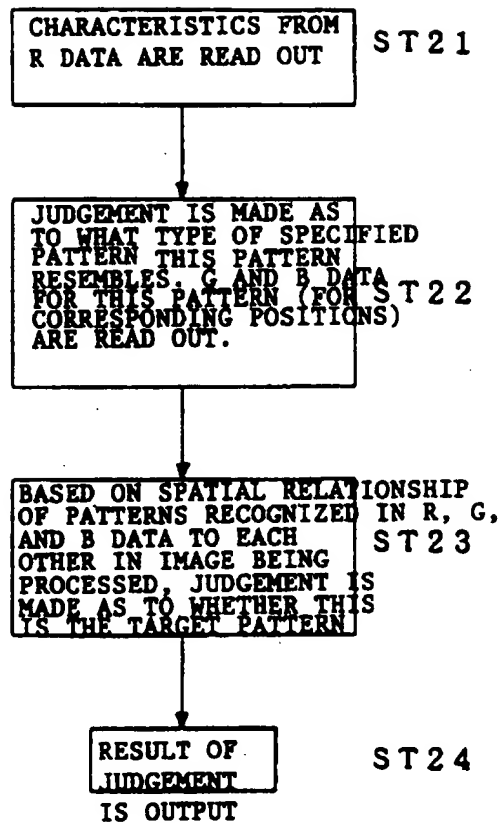 CHARACTERISTICS FROM
R DATA ARE READ OUT
ST21
JUDGEMENT IS MADE AS
TO WHAT TYPE OF SPECIFIED
PATTERN THIS PATTERN
RESEMBLES. G AND B DATA
FOR THIS PATTERN (FOR
CORRESPONDING POSITIONS)
ARE READ OUT.
ST22
BASED ON SPATIAL RELATIONSHIP
OF PATTERNS RECOGNIZED IN R, G,
AND B DATA TO EACH
OTHER IN IMAGE BEING
PROCESSED, JUDGEMENT IS
MADE AS TO WHETHER THIS
IS THE TARGET PATTERN
ST23
RESULT OF
JUDGEMENT
IS OUTPUT
ST24